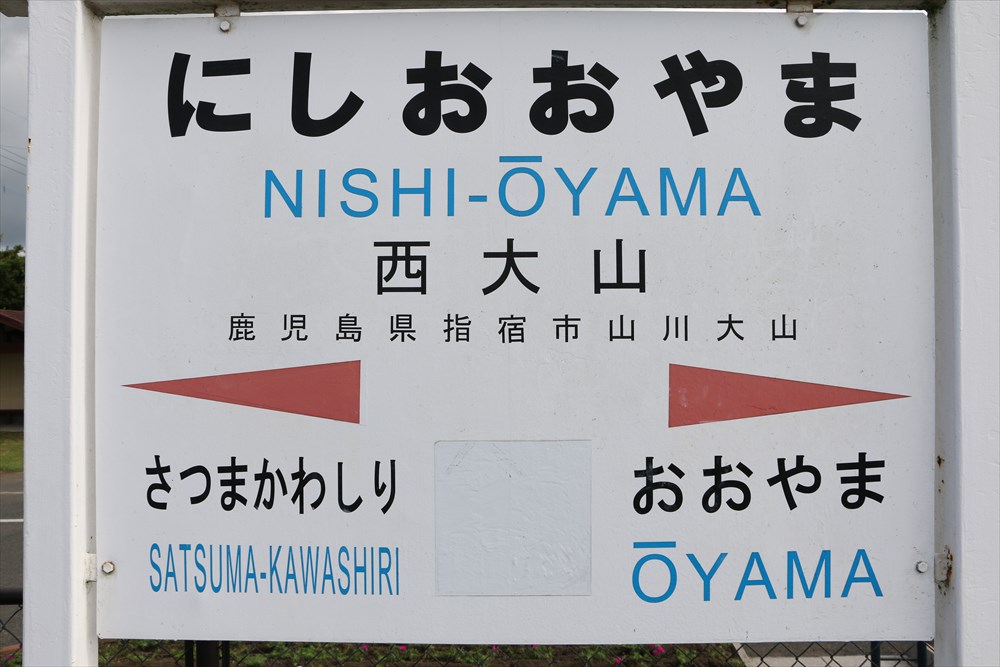 にしおおやま
NISHI-ŌYAMA
西大山
鹿児島県指宿市山川大山
さつまかわしり
おおやま
SATSUMA-KAWASHIRI
ŌYAMA